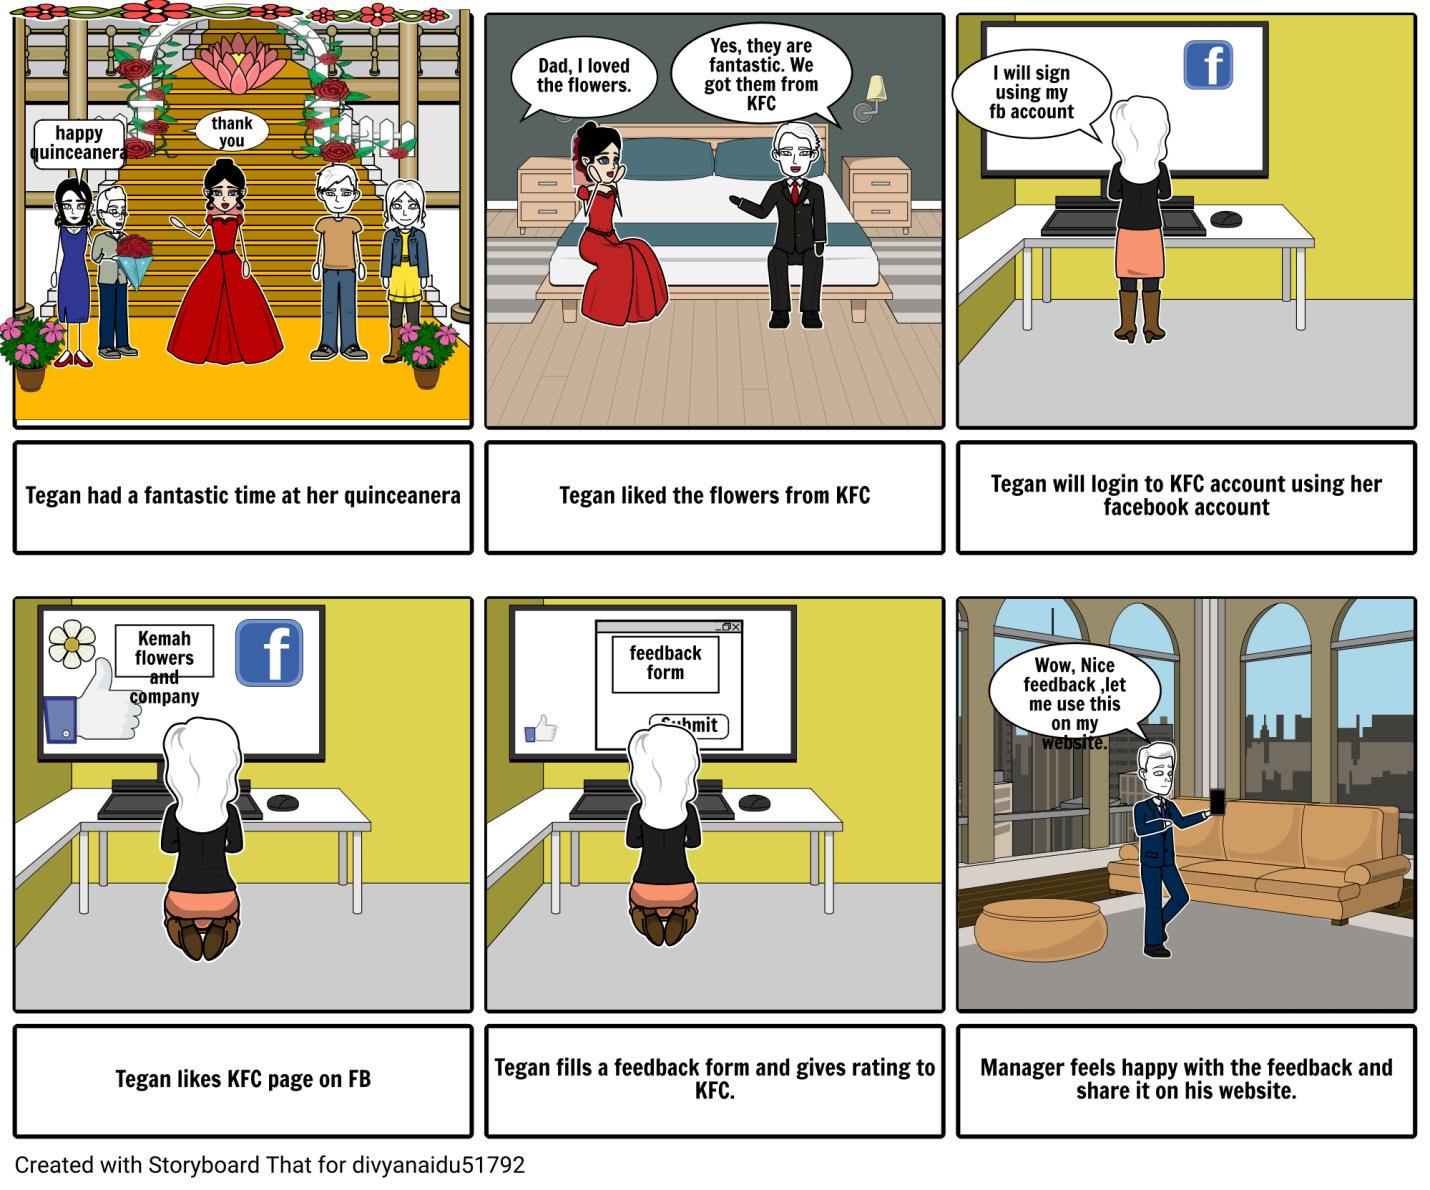 happy
quinceanera
thank
you
Dad, I loved
the flowers.
Yes, they are
fantastic. We
got them from
KFC
I will sign
using my
fb account
f
Tegan had a fantastic time at her quinceanera
Tegan liked the flowers from KFC
Tegan will login to KFC account using her
facebook account
Kemah
flowers
and
company
f
feedback
form
Submit
Wow, Nice
feedback ,let
me use this
on my
website.
Tegan likes KFC page on FB
Tegan fills a feedback form and gives rating to
KFC.
Manager feels happy with the feedback and
share it on his website.
Created with Storyboard That for divyanaidu51792